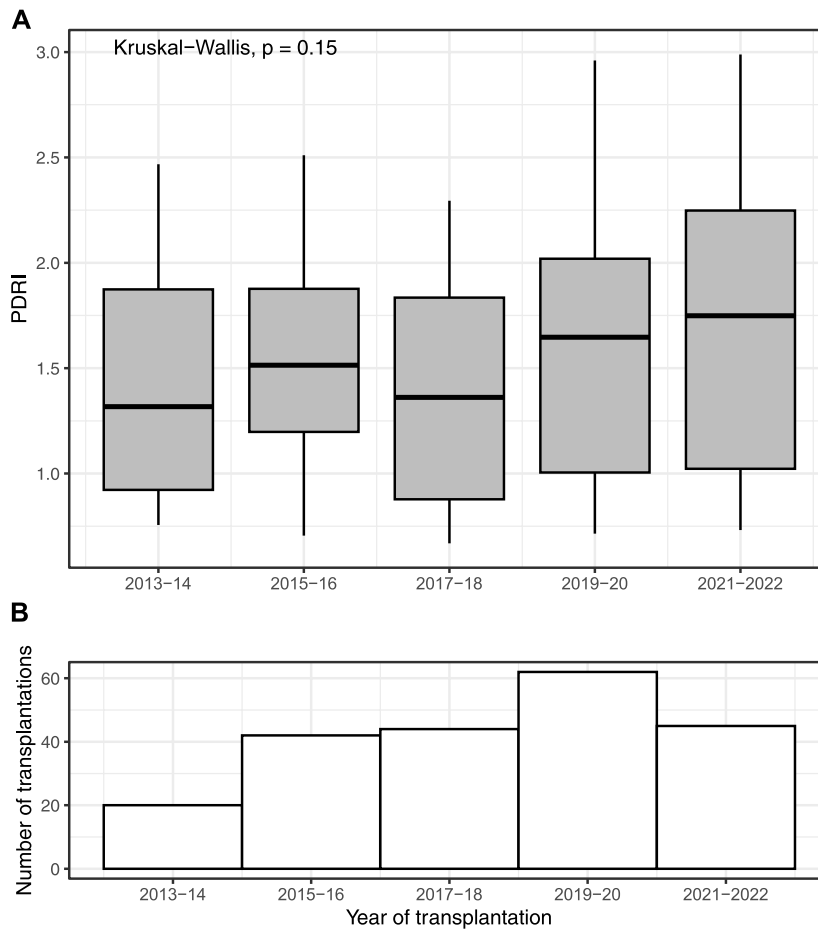 A
Kruskal−Wallis, p = 0.15
3.0
2.5
2.0
1.5
1.0
PDRI
2013−14 2015−16 2017−18 2019−20 2021−2022
B
60
40
20
0
Number of transplantations
2013−14 2015−16 2017−18 2019−20 2021−2022
Year of transplantation